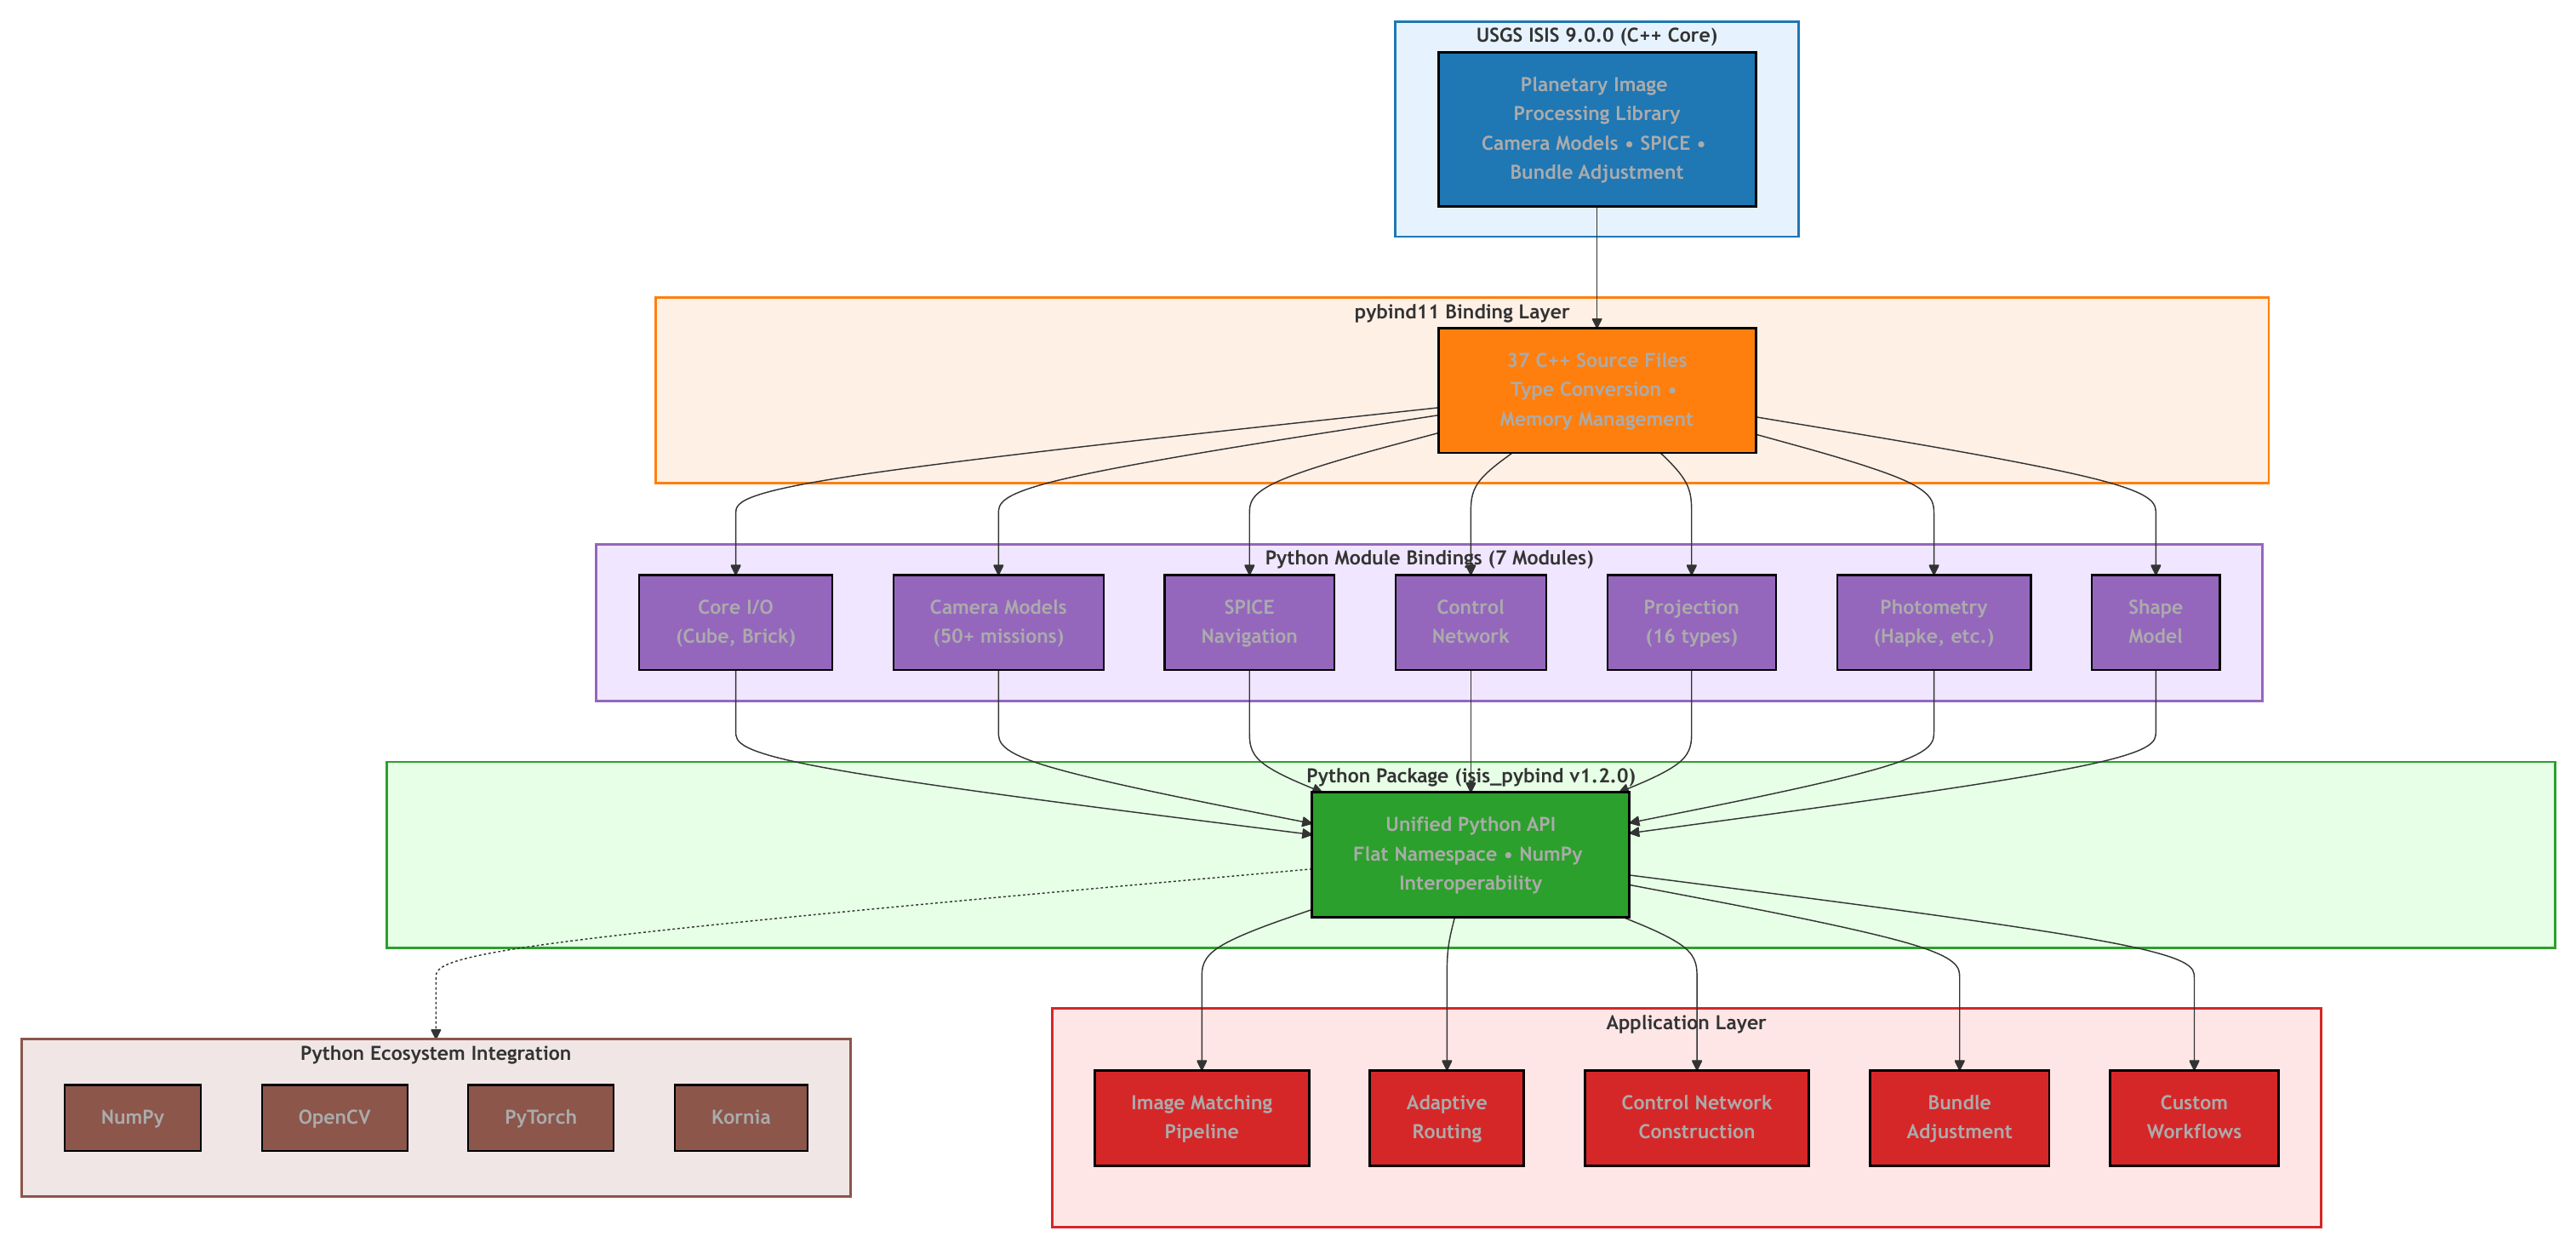 USGS ISIS 9.0.0 (C++ Core)
Planetary Image
Processing Library
Camera Models • SPICE •
Bundle Adjustment
pybind11 Binding Layer
37 C++ Source Files
Type Conversion •
Memory Management
Python Module Bindings (7 Modules)
Core I/O
(Cube, Brick)
Camera Models
(50+ missions)
SPICE
Navigation
Control
Network
Projection
(16 types)
Photometry
(Hapke, etc.)
Shape
Model
Python Package (isis_pybind v1.2.0)
Unified Python API
Flat Namespace • NumPy
Interoperability
Python Ecosystem Integration
NumPy
OpenCV
PyTorch
Kornia
Application Layer
Image Matching
Pipeline
Adaptive
Routing
Control Network
Construction
Bundle
Adjustment
Custom
Workflows